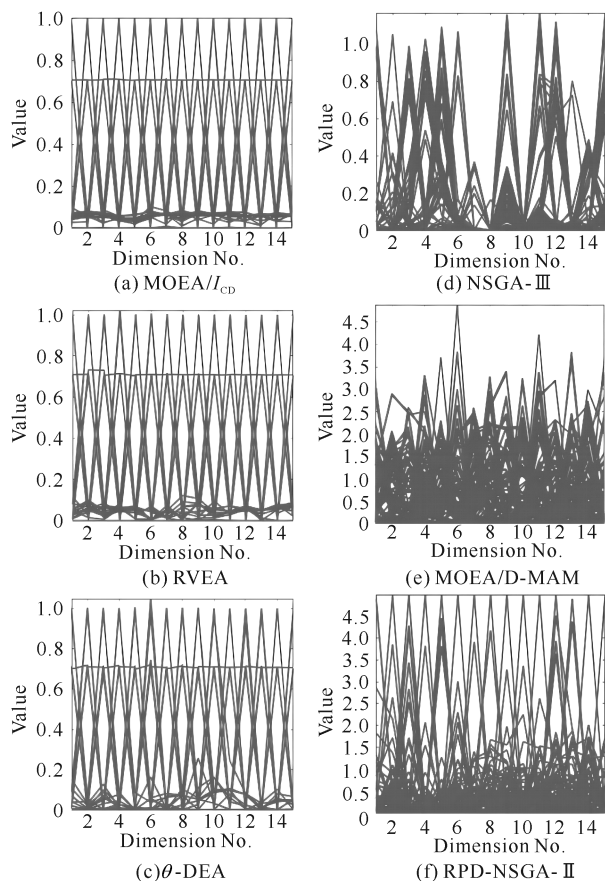 Value
1.0
0.8
0.6
0.4
0.2
0
2 4 6 8 10 12 14
Dimension No.
(a) MOEA/I_CD
Value
1.0
0.8
0.6
0.4
0.2
0
2 4 6 8 10 12 14
Dimension No.
(b) RVEA
Value
1.0
0.8
0.6
0.4
0.2
0
2 4 6 8 10 12 14
Dimension No.
(c)θ-DEA
Value
1.0
0.8
0.6
0.4
0.2
0
2 4 6 8 10 12 14
Dimension No.
(d) NSGA-Ⅲ
Value
4.5
4.0
3.5
3.0
2.5
2.0
1.5
1.0
0.5
0
2 4 6 8 10 12 14
Dimension No.
(e) MOEA/D-MAM
Value
4.5
4.0
3.5
3.0
2.5
2.0
1.5
1.0
0.5
0
2 4 6 8 10 12 14
Dimension No.
(f) RPD-NSGA-Ⅱ